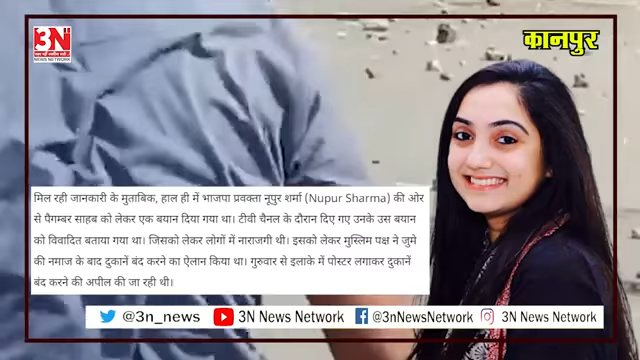 3N
NEWS NETWORK
कानपुर
मिल रही जानकारी के मुताबिक, हाल ही में भाजपा प्रवक्ता नूपुर शर्मा (Nupur Sharma) की ओर
से पैगम्बर साहब को लेकर एक बयान दिया गया था। टीवी चैनल के दौरान दिए गए उनके उस बयान
को विवादित बताया गया था। जिसको लेकर लोगों में नाराजगी थी। इसको लेकर मुस्लिम पक्ष ने जुमे
की नमाज के बाद दुकानें बंद करने का ऐलान किया था। गुरुवार से इलाके में पोस्टर लगाकर दुकानें
बंद करने की अपील की जा रही थी।
@3n_news 3N News Network @3nNewsNetwork 3N News Network